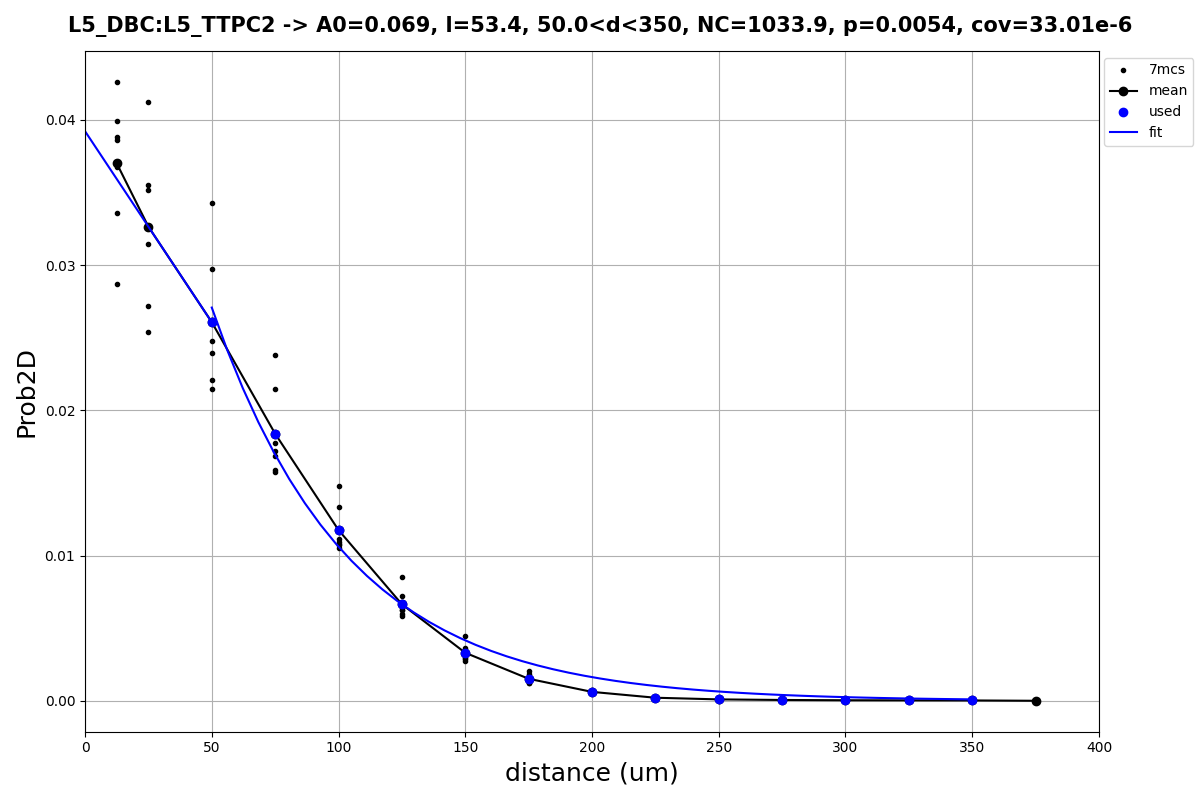 L5_DBC:L5_TTPC2 -> A0=0.069, l=53.4, 50.0<d<350, NC=1033.9, p=0.0054, cov=33.01e-6
7mcs
mean
used
fit
0.04
0.03
0.02
0.01
0.00
Prob2D
0 50 100 150 200 250 300 350 400
distance (um)